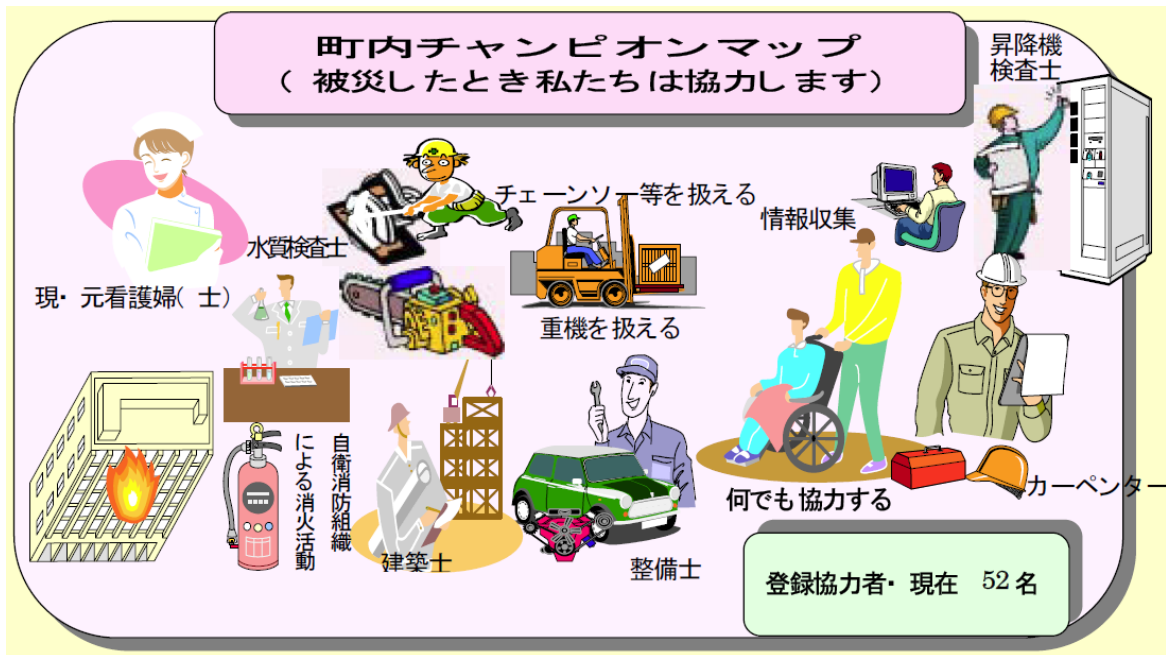 町内チャンピオンマップ
( 被災したとき私たちは協力します)
昇降機
検査士
チェーンソー等を扱える
情報収集
水質検査士
現・元看護婦( 士)
重機を扱える
自衛消防組織
による消火活動
何でも協力する
カーペンター
建築士
整備士
登録協力者・現在 52名